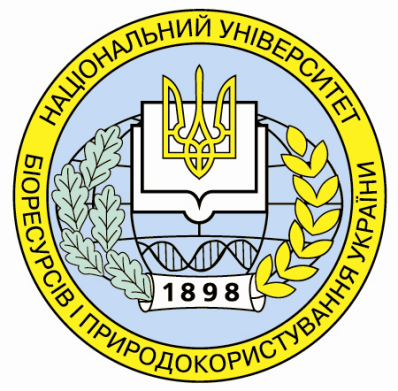 НАЦІОНАЛЬНИЙ УНІВЕРСИТЕТ
БІОРЕСУРСІВ І ПРИРОДОКОРИСТУВАННЯ УКРАЇНИ
1898